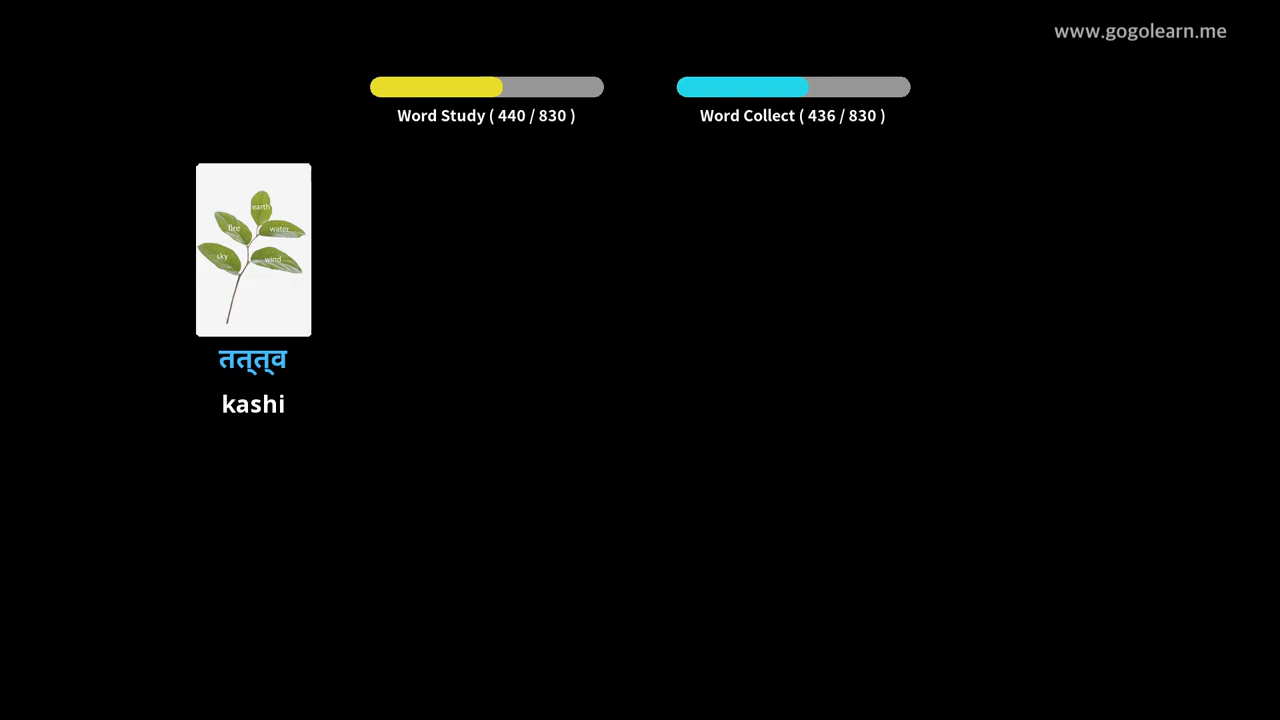 www.gogolearn.me
Word Study ( 440 / 830 )
Word Collect ( 436 / 830 )
earth
fire
water
sky
wind
तत्‌त्‌व
kashi